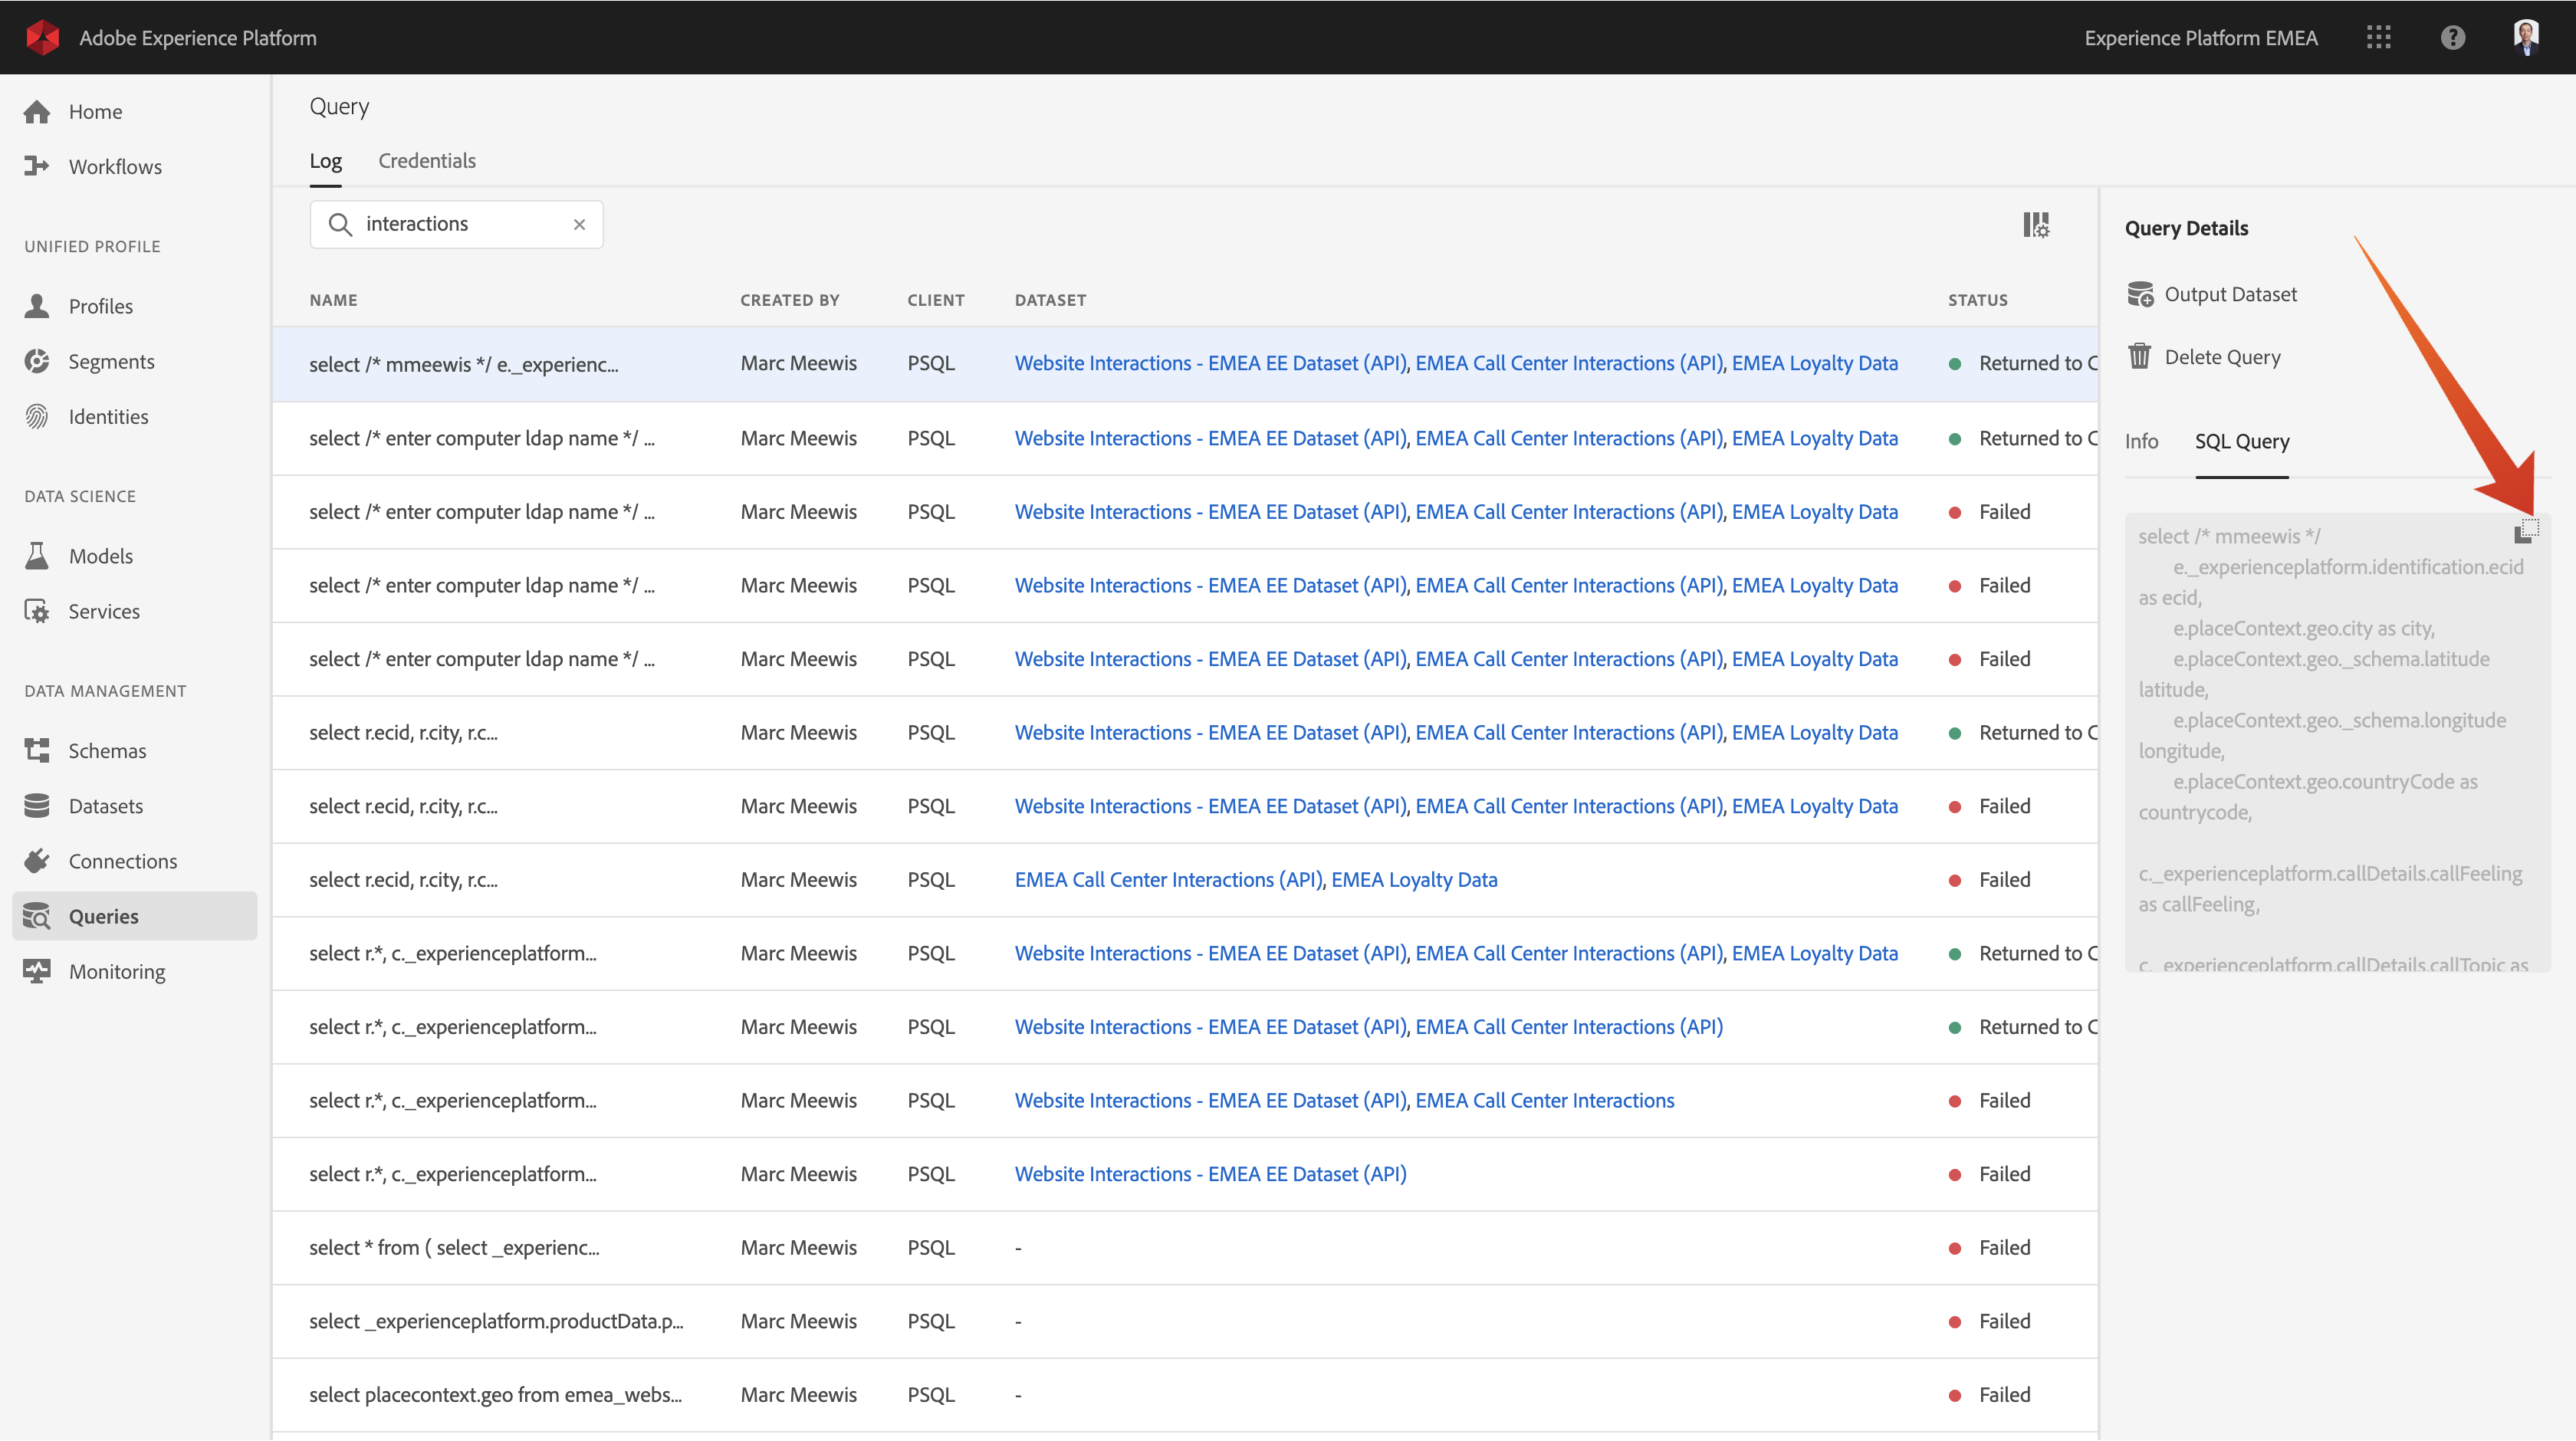 Adobe Experience Platform
Experience Platform EMEA
Home
Workflows
UNIFIED PROFILE
Profiles
Segments
Identities
DATA SCIENCE
Models
Services
DATA MANAGEMENT
Schemas
Datasets
Connections
Queries
Monitoring
Query
Log Credentials
interactions
NAME CREATED BY CLIENT DATASET STATUS
select /* mmeewis */ e._experienc... Marc Meewis PSQL Website Interactions - EMEA EE Dataset (API), EMEA Call Center Interactions (API), EMEA Loyalty Data Returned to C
select /* enter computer ldap name */ ... Marc Meewis PSQL Website Interactions - EMEA EE Dataset (API), EMEA Call Center Interactions (API), EMEA Loyalty Data Returned to C
select /* enter computer ldap name */ ... Marc Meewis PSQL Website Interactions - EMEA EE Dataset (API), EMEA Call Center Interactions (API), EMEA Loyalty Data Failed
select /* enter computer ldap name */ ... Marc Meewis PSQL Website Interactions - EMEA EE Dataset (API), EMEA Call Center Interactions (API), EMEA Loyalty Data Failed
select /* enter computer ldap name */ ... Marc Meewis PSQL Website Interactions - EMEA EE Dataset (API), EMEA Call Center Interactions (API), EMEA Loyalty Data Failed
select r.ecid, r.city, r.c... Marc Meewis PSQL Website Interactions - EMEA EE Dataset (API), EMEA Call Center Interactions (API), EMEA Loyalty Data Returned to C
select r.ecid, r.city, r.c... Marc Meewis PSQL Website Interactions - EMEA EE Dataset (API), EMEA Call Center Interactions (API), EMEA Loyalty Data Failed
select r.ecid, r.city, r.c... Marc Meewis PSQL EMEA Call Center Interactions (API), EMEA Loyalty Data Failed
select r.*, c._experienceplatform... Marc Meewis PSQL Website Interactions - EMEA EE Dataset (API), EMEA Call Center Interactions (API), EMEA Loyalty Data Returned to C
select r.*, c._experienceplatform... Marc Meewis PSQL Website Interactions - EMEA EE Dataset (API), EMEA Call Center Interactions (API) Returned to C
select r.*, c._experienceplatform... Marc Meewis PSQL Website Interactions - EMEA EE Dataset (API), EMEA Call Center Interactions Failed
select r.*, c._experienceplatform... Marc Meewis PSQL Website Interactions - EMEA EE Dataset (API) Failed
select * from ( select _experienc... Marc Meewis PSQL - Failed
select _experienceplatform.productData.p... Marc Meewis PSQL - Failed
select placecontext.geo from emea_webs... Marc Meewis PSQL - Failed
Query Details
Output Dataset
Delete Query
Info SQL Query
select /* mmeewis */
e._experienceplatform.identification.ecid
as ecid,
e.placeContext.geo.city as city,
e.placeContext.geo._schema.latitude
latitude,
e.placeContext.geo._schema.longitude
longitude,
e.placeContext.geo.countryCode as
countrycode,
c._experienceplatform.callDetails.callFeeling
as callFeeling,
c._experienceplatform.callDetails.callTopic as